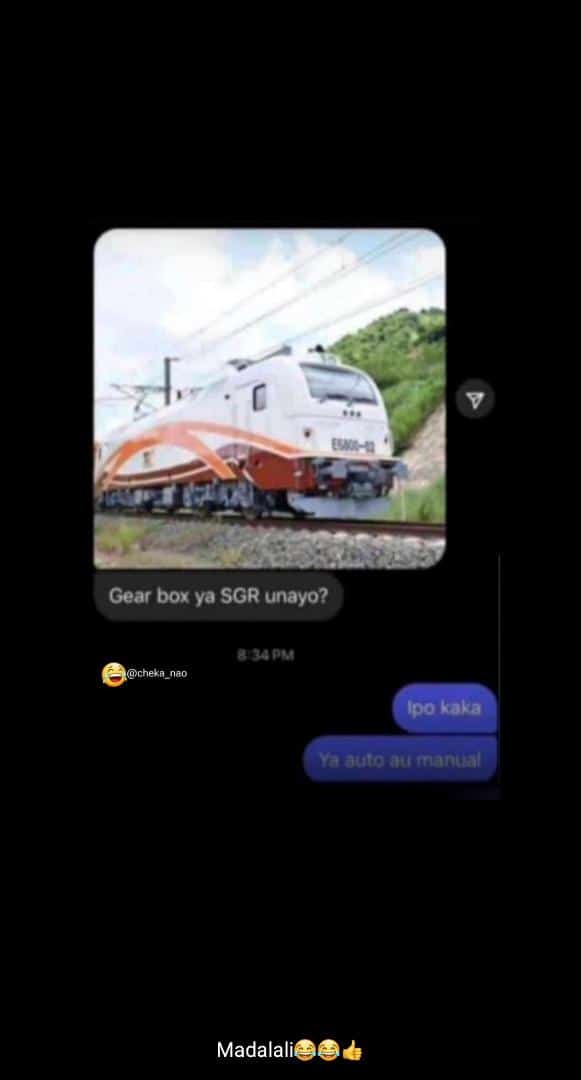 E6800-02
Gear box ya SGR unayo?
8:34 PM
😂@cheka_nao
Ipo kaka
Ya auto au manual
Madalali😂😂👍